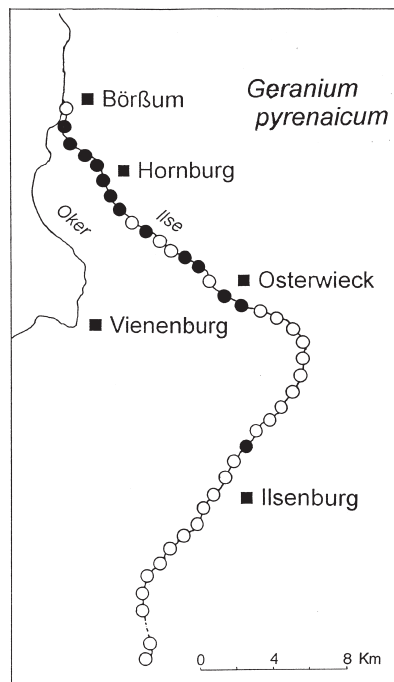 Geranium
pyrenaicum
Börßum
Hornburg
Oker
Ilse
Osterwieck
Vienenburg
Ilsenburg
0 4 8 Km